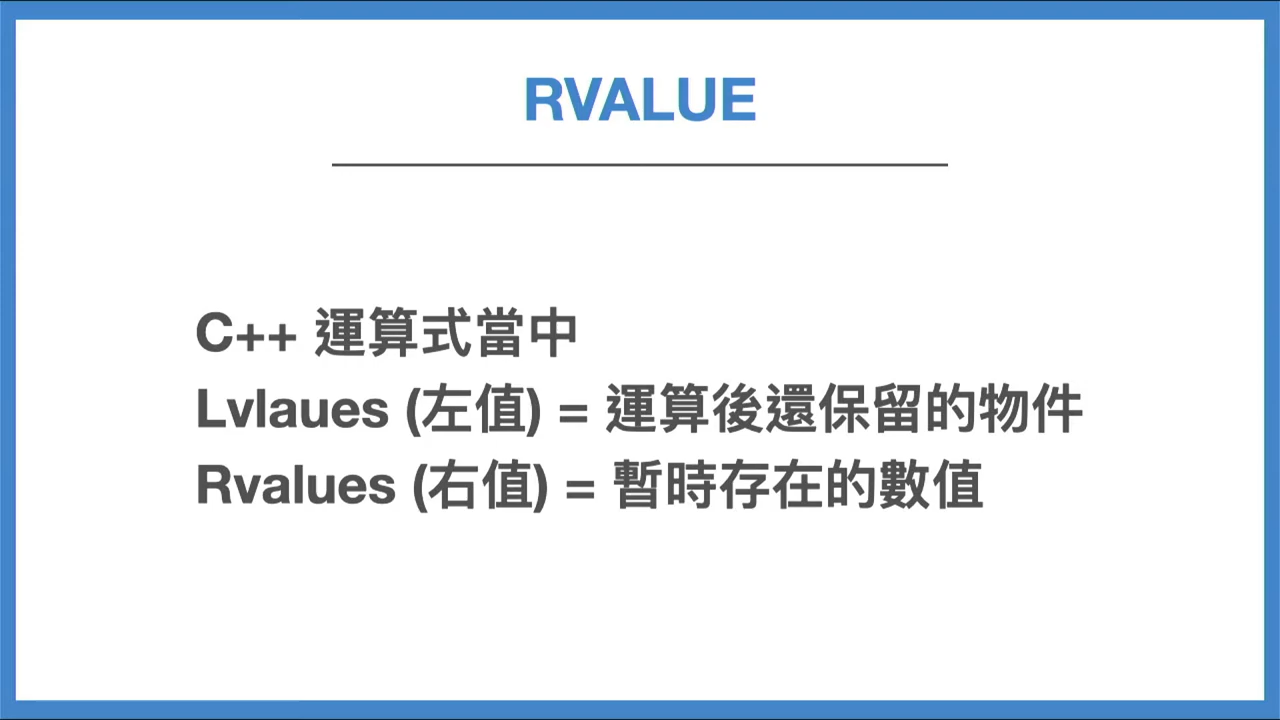 RVALUE
C++ 運算式當中
Lvlaues (左值) = 運算後還保留的物件
Rvalues (右值) = 暫時存在的數值